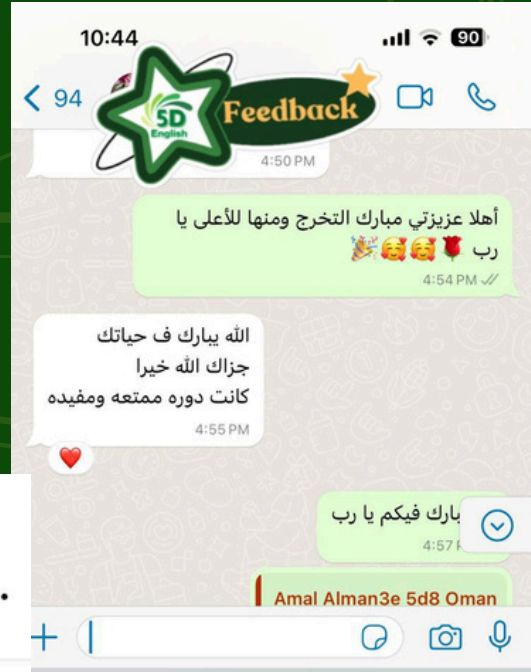 10:44
90
94
5D
English
Feedback
4:50 PM
أهلا عزيزتي مبارك التخرج ومنها للأعلى يا
رب 🌹🥰🥰🎉
4:54 PM
الله يبارك ف حياتك
جزاك الله خيرا
كانت دوره ممتعه ومفيده
4:55 PM
بارك فيكم يا رب
4:57
Amal Alman3e 5d8 Oman